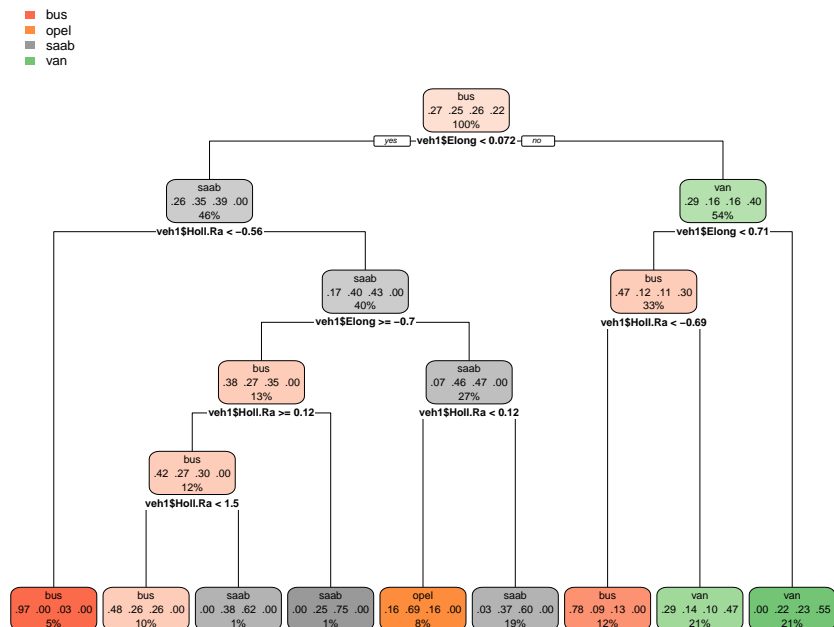 bus
opel
saab
van
bus
.27 .25 .26 .22
100%
yes veh1$Elong < 0.072 no
saab
.26 .35 .39 .00
46%
veh1$Holl.Ra < −0.56
van
.29 .16 .16 .40
54%
veh1$Elong < 0.71
saab
.17 .40 .43 .00
40%
veh1$Elong >= −0.7
bus
.47 .12 .11 .30
33%
veh1$Holl.Ra < −0.69
bus
.38 .27 .35 .00
13%
veh1$Holl.Ra >= 0.12
saab
.07 .46 .47 .00
27%
veh1$Holl.Ra < 0.12
bus
.42 .27 .30 .00
12%
veh1$Holl.Ra < 1.5
bus
.97 .00 .03 .00
5%
bus
.48 .26 .26 .00
10%
saab
.00 .38 .62 .00
1%
saab
.00 .25 .75 .00
1%
opel
.16 .69 .16 .00
8%
saab
.03 .37 .60 .00
19%
bus
.78 .09 .13 .00
12%
van
.29 .14 .10 .47
21%
van
.00 .22 .23 .55
21%